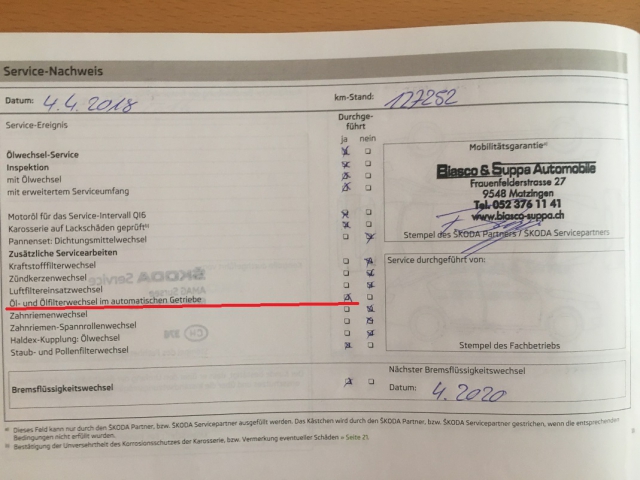 Service-Nachweis
Datum: 4.4.2018 km-Stand: 127252
Service-Ereignis Durchge-
führt
ja nein
Ölwechsel-Service
Inspektion
mit Ölwechsel
mit erweitertem Serviceumfang
Motoröl für das Service-Intervall QI6
Karosserie auf Lackschäden geprüft
Pannenset: Dichtungsmittelwechsel
Zusätzliche Servicearbeiten
Kraftstofffilterwechsel
Zündkerzenwechsel
Luftfiltereinsatzwechsel
Öl- und Ölfilterwechsel im automatischen Getriebe
Zahnriemenwechsel
Zahnriemen-Spannrollenwechsel
Haldex-Kupplung: Ölwechsel
Staub- und Pollenfilterwechsel
Bremsflüssigkeitswechsel
Mobilitätsgarantie
Biasco & Suppa Automobile
Frauenfelderstrasse 27
9548 Matzingen
Tel. 052 376 11 41
www.biasco-suppa.ch
Stempel des ŠKODA Partners / ŠKODA Servicepartners
Service durchgeführt von:
Stempel des Fachbetriebs
Nächster Bremsflüssigkeitswechsel
Datum: 4.2020
Dieses Feld kann nur durch den ŠKODA Partner, bzw. ŠKODA Servicepartner ausgefüllt werden. Das Kästchen wird durch den ŠKODA Partner, bzw. ŠKODA Servicepartner gestrichen, wenn die entsprechenden
Bedingungen nicht erfüllt wurden.
Bestätigung der Unversehrtheit des Korrosionsschutzes der Karosserie, bzw. Vermerkung eventueller Schäden » Seite 21.